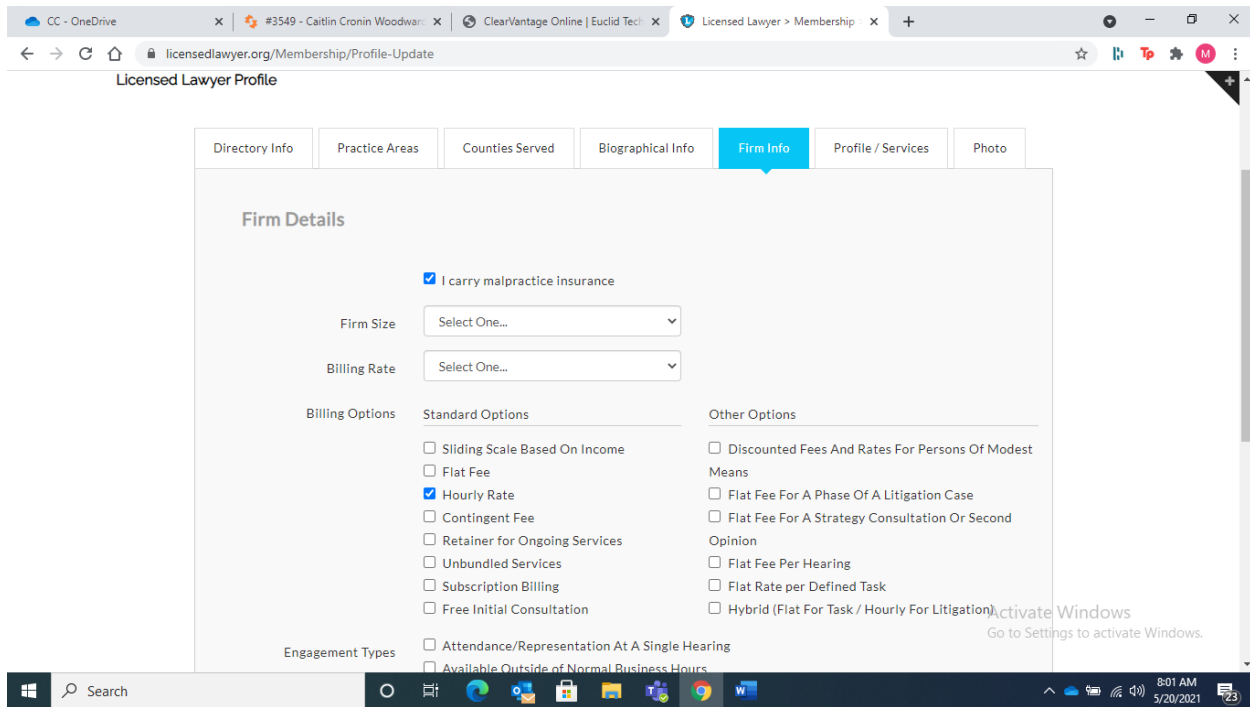 CC - OneDrive
#3549 - Caitlin Cronin Woodward
ClearVantage Online | Euclid Tech
Licensed Lawyer > Membership >
licensedlawyer.org/Membership/Profile-Update
Tp
M
Licensed Lawyer Profile
Directory Info
Practice Areas
Counties Served
Biographical Info
Firm Info
Profile / Services
Photo
Firm Details
I carry malpractice insurance
Firm Size
Select One...
Billing Rate
Select One...
Billing Options
Standard Options
Sliding Scale Based On Income
Flat Fee
Hourly Rate
Contingent Fee
Retainer for Ongoing Services
Unbundled Services
Subscription Billing
Free Initial Consultation
Other Options
Discounted Fees And Rates For Persons Of Modest
Means
Flat Fee For A Phase Of A Litigation Case
Flat Fee For A Strategy Consultation Or Second
Opinion
Flat Fee Per Hearing
Flat Rate per Defined Task
Hybrid (Flat For Task / Hourly For Litigation)
Engagement Types
Attendance/Representation At A Single Hearing
Available Outside of Normal Business Hours
Activate Windows
Go to Settings to activate Windows.
Search
8:01 AM
5/20/2021
23